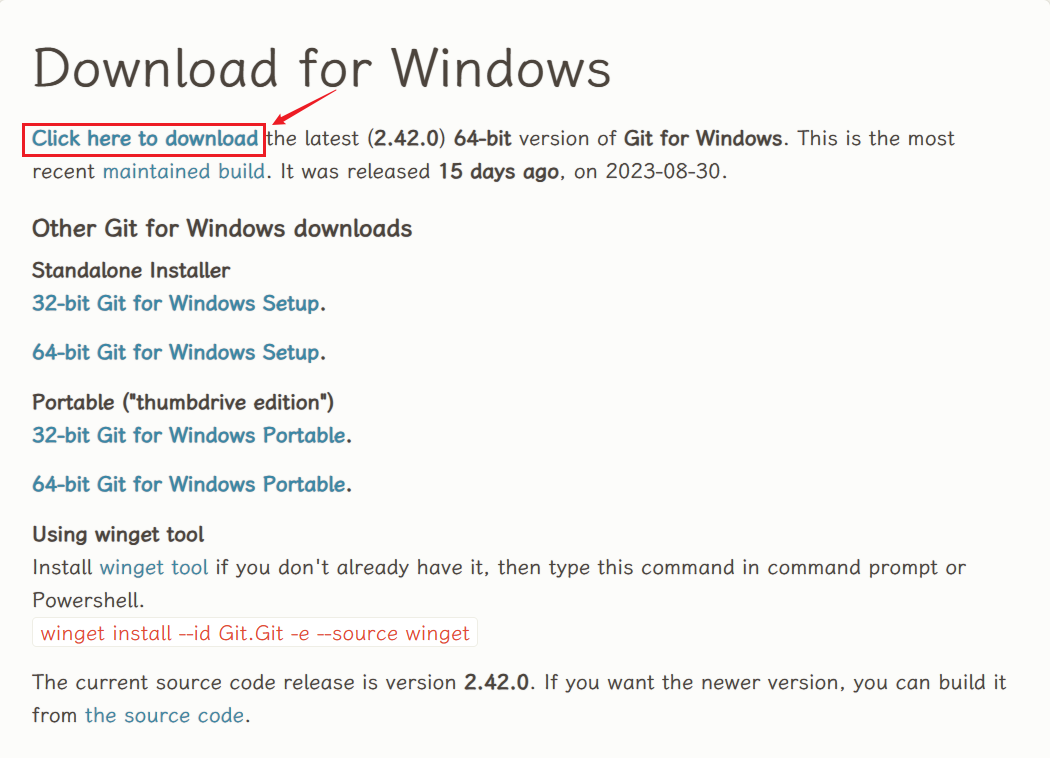 Download for Windows
Click here to download the latest (2.42.0) 64-bit version of Git for Windows. This is the most
recent maintained build. It was released 15 days ago, on 2023-08-30.
Other Git for Windows downloads
Standalone Installer
32-bit Git for Windows Setup.
64-bit Git for Windows Setup.
Portable ("thumbdrive edition")
32-bit Git for Windows Portable.
64-bit Git for Windows Portable.
Using winget tool
Install winget tool if you don't already have it, then type this command in command prompt or
Powershell.
winget install --id Git.Git -e --source winget
The current source code release is version 2.42.0. If you want the newer version, you can build it
from the source code.